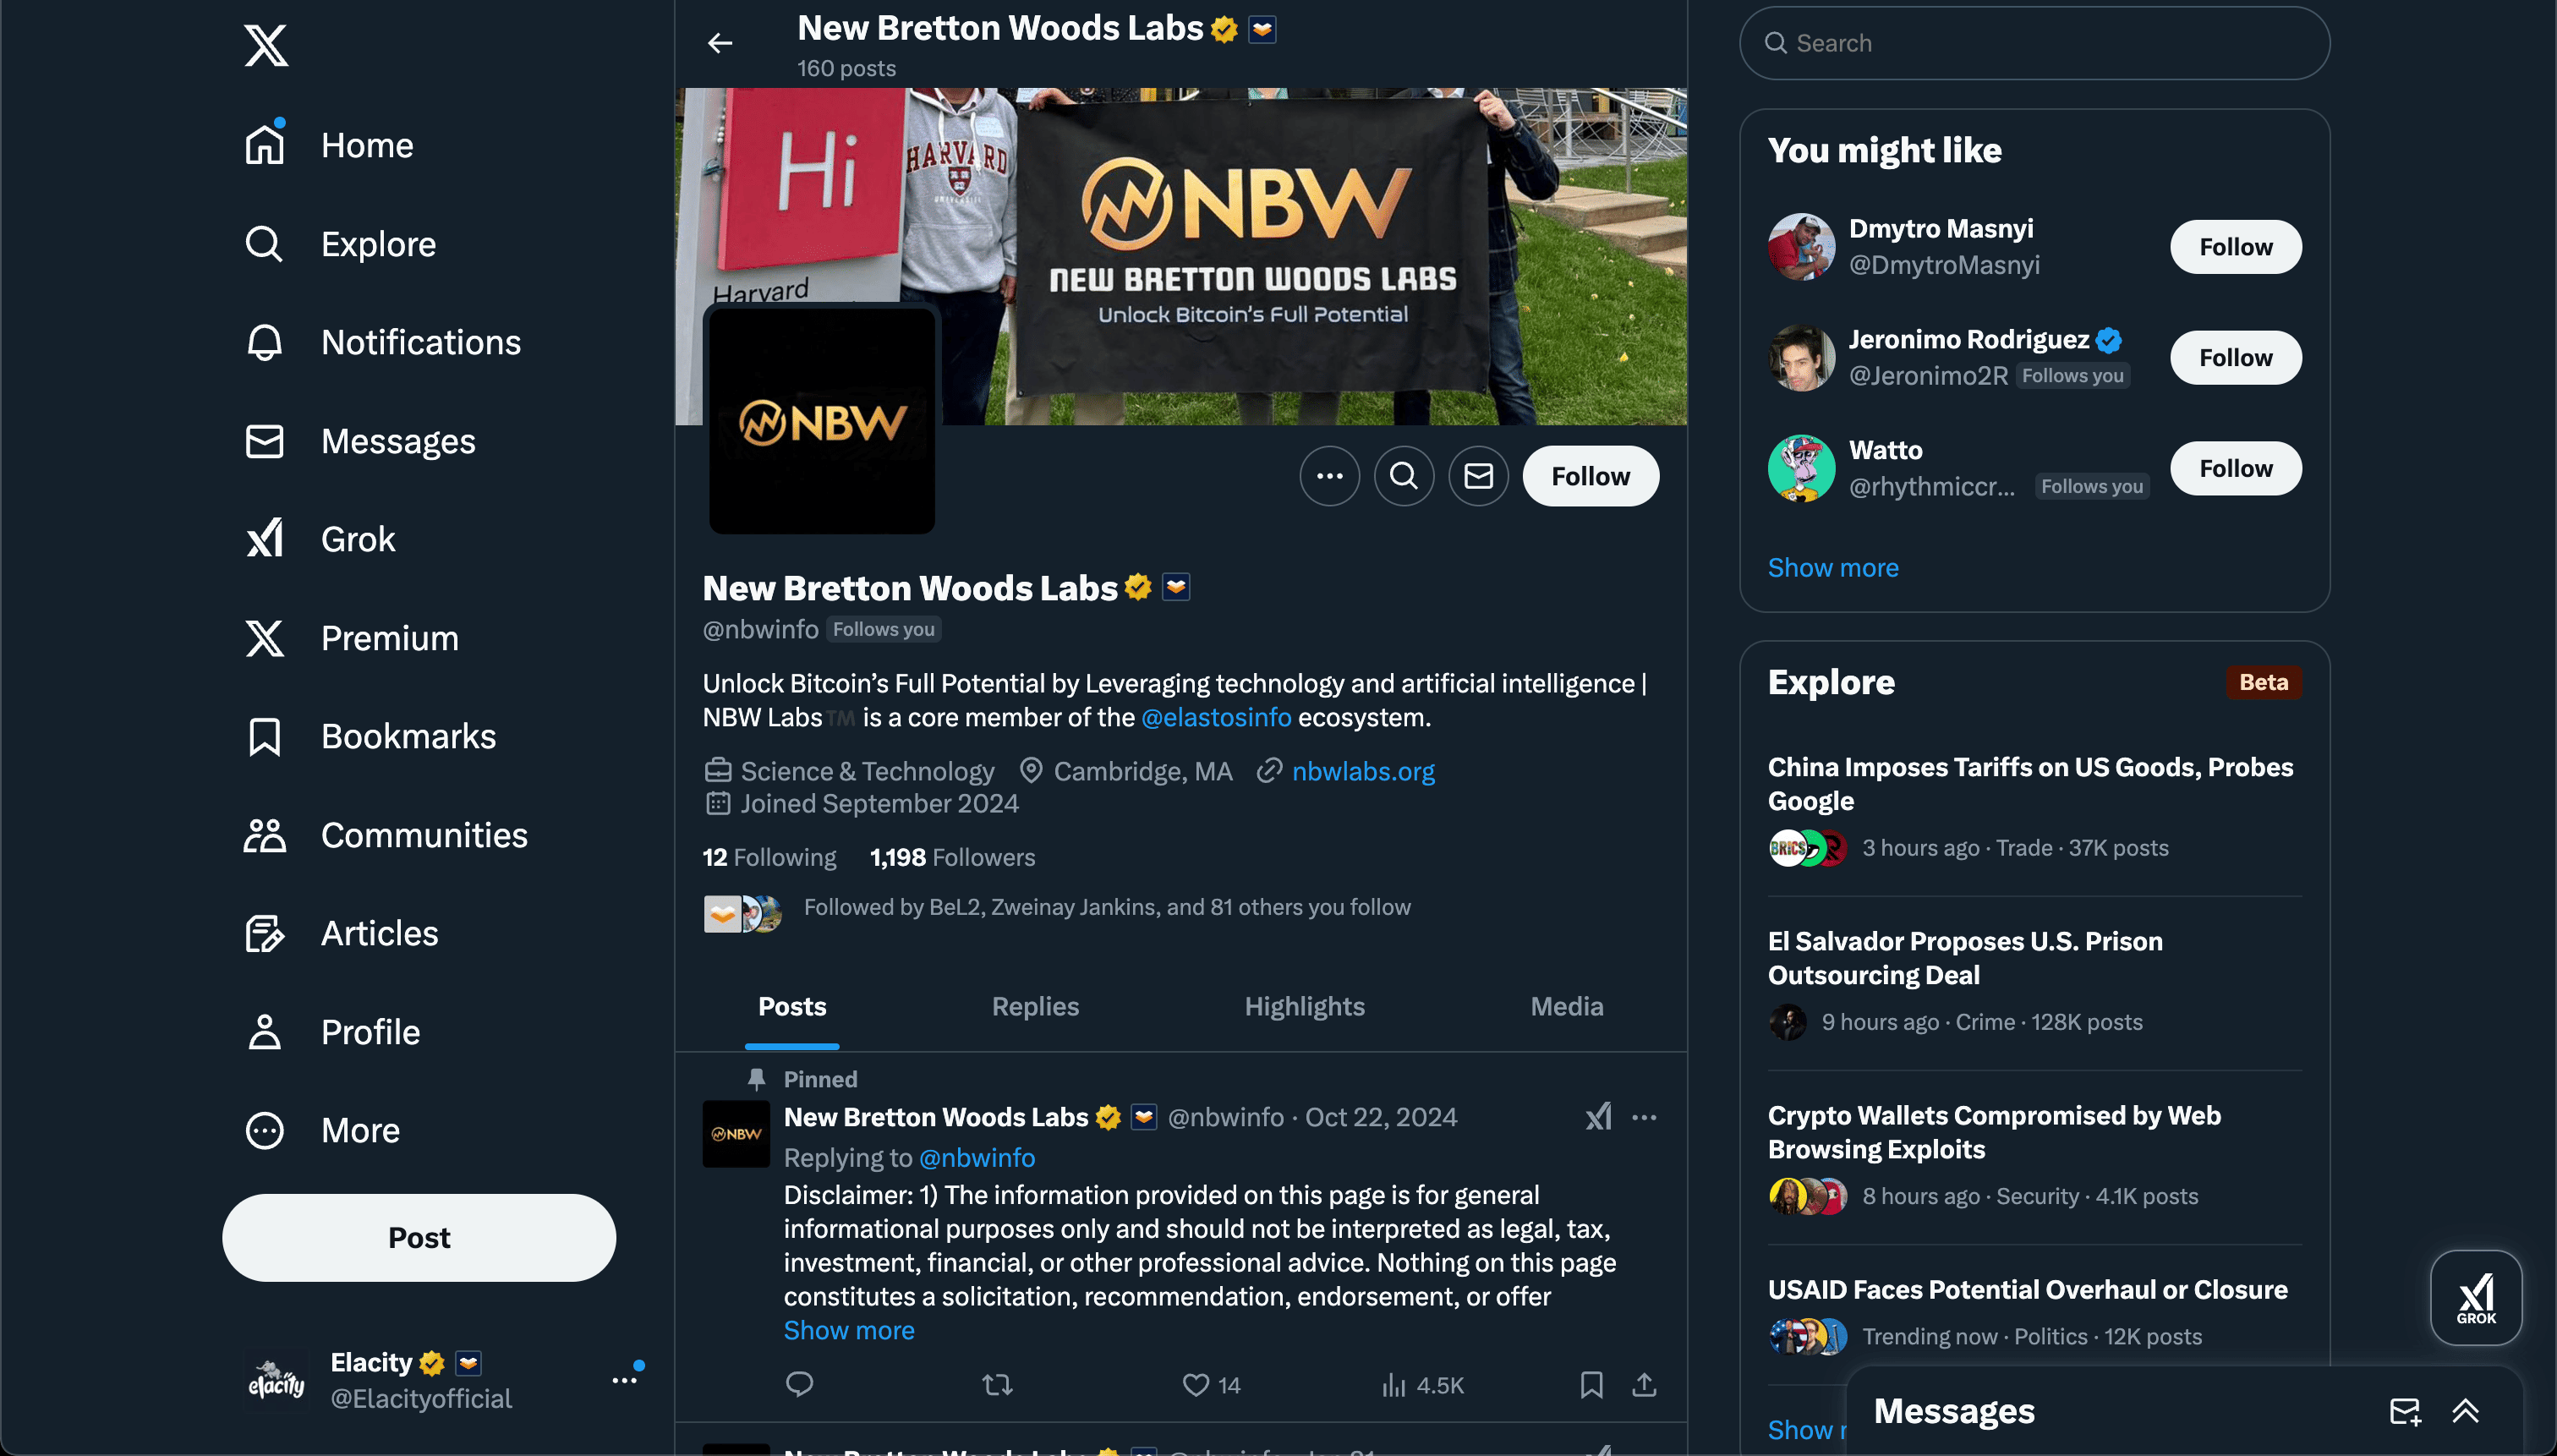 Home
Explore
Notifications
Messages
Grok
Premium
Bookmarks
Communities
Articles
Profile
More
Post
Elacity
@Elacityofficial
New Bretton Woods Labs
160 posts
Hi
Harvard
HARVARD
UNIVERSITY
NBW
NEW BRETTON WOODS LABS
Unlock Bitcoin's Full Potential
NBW
Follow
New Bretton Woods Labs
@nbwinfo Follows you
Unlock Bitcoin’s Full Potential by Leveraging technology and artificial intelligence |
NBW Labs™️ is a core member of the @elastosinfo ecosystem.
Science & Technology Cambridge, MA nbwlabs.org
Joined September 2024
12 Following 1,198 Followers
Followed by BeL2, Zweinay Jankins, and 81 others you follow
Posts Replies Highlights Media
Pinned
NBW
New Bretton Woods Labs @nbwinfo · Oct 22, 2024
Replying to @nbwinfo
Disclaimer: 1) The information provided on this page is for general
informational purposes only and should not be interpreted as legal, tax,
investment, financial, or other professional advice. Nothing on this page
constitutes a solicitation, recommendation, endorsement, or offer
Show more
14 4.5K
New Bretton Woods Labs @nbwinfo · Jan 31
Search
You might like
Dmytro Masnyi
@DmytroMasnyi
Follow
Jeronimo Rodriguez
@Jeronimo2R Follows you
Follow
Watto
@rhythmiccr... Follows you
Follow
Show more
Explore Beta
China Imposes Tariffs on US Goods, Probes
Google
BRICS
3 hours ago · Trade · 37K posts
El Salvador Proposes U.S. Prison
Outsourcing Deal
9 hours ago · Crime · 128K posts
Crypto Wallets Compromised by Web
Browsing Exploits
8 hours ago · Security · 4.1K posts
USAID Faces Potential Overhaul or Closure
Trending now · Politics · 12K posts
Show
GROK
Messages
elacity